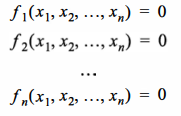 f₁(x₁, x₂, ..., xₙ) = 0
f₂(x₁, x₂, ..., xₙ) = 0
...
fₙ(x₁, x₂, ..., xₙ) = 0